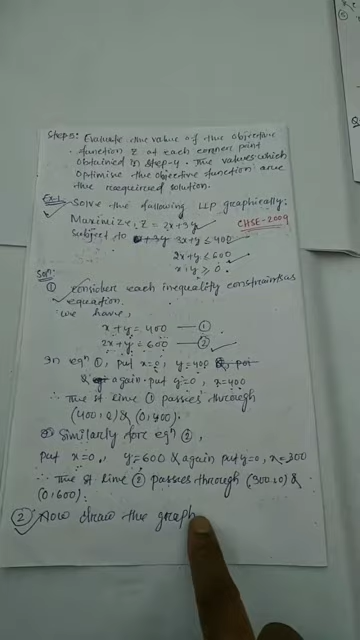 Step 5: Evaluate the value of the objective
function Z at each corner point
obtained in step-4. The values which
Optimise the objective function are
the reequired solution.
Ex.1 Solve the following LLP graphically.
Maximize, Z = 2x+3y CHSE-2009
Subject to x+y ≤ 400
2x+y ≤ 600
x, y ≥ 0.
Sol:
① consider each inequality constraints as
equation.
We have,
x+y = 400 — ①
2x+y = 600 — ②
In eqn ①, put x=0, y=400
& again put y=0, x=400
∴ The st line ① passes through
(400,0) & (0,400).
Similarly fore eqn ②,
put x=0, y=600 & again put y=0, x=300
∴ The st line ② passes through (300,0) &
(0,600).
② Now draw the graph